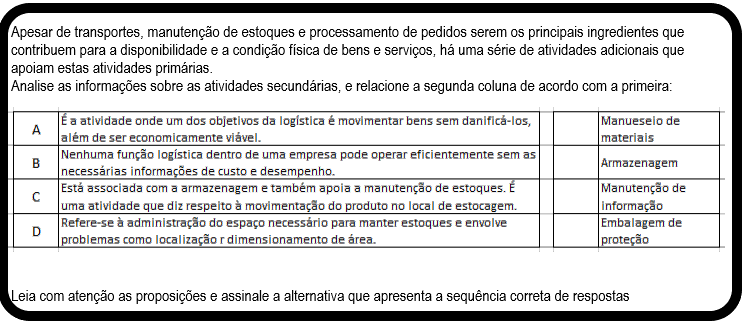 Apesar de transportes, manutenção de estoques e processamento de pedidos serem os principais ingredientes que
contribuem para a disponibilidade e a condição física de bens e serviços, há uma série de atividades adicionais que
apoiam estas atividades primárias.
Analise as informações sobre as atividades secundárias, e relacione a segunda coluna de acordo com a primeira:
A
É a atividade onde um dos objetivos da logística é movimentar bens sem danificá-los,
além de ser economicamente viável.
Manueseio de
materiais
B
Nenhuma função logística dentro de uma empresa pode operar eficientemente sem as
necessárias informações de custo e desempenho.
Armazenagem
C
Está associada com a armazenagem e também apoia a manutenção de estoques. É
uma atividade que diz respeito à movimentação do produto no local de estocagem.
Manutenção de
informação
D
Refere-se à administração do espaço necessário para manter estoques e envolve
problemas como localização r dimensionamento de área.
Embalagem de
proteção
Leia com atenção as proposições e assinale a alternativa que apresenta a sequência correta de respostas